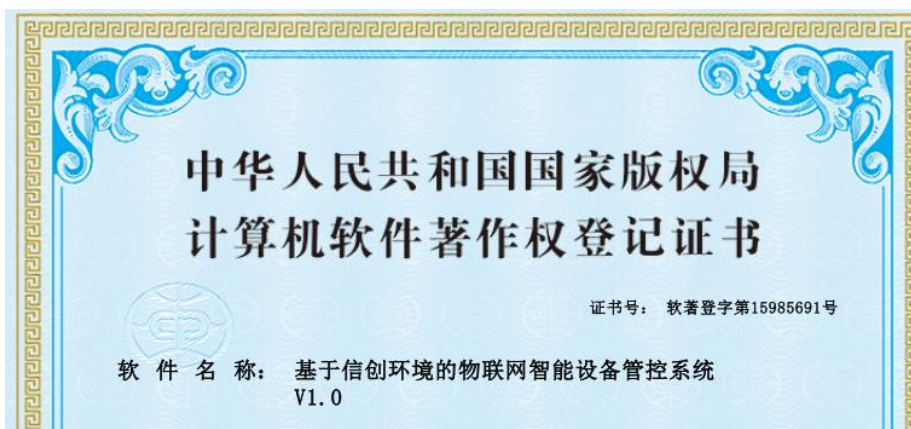 中华人民共和国国家版权局
计算机软件著作权登记证书
证书号： 软著登字第15985691号
软 件 名 称： 基于信创环境的物联网智能设备管控系统
V1.0